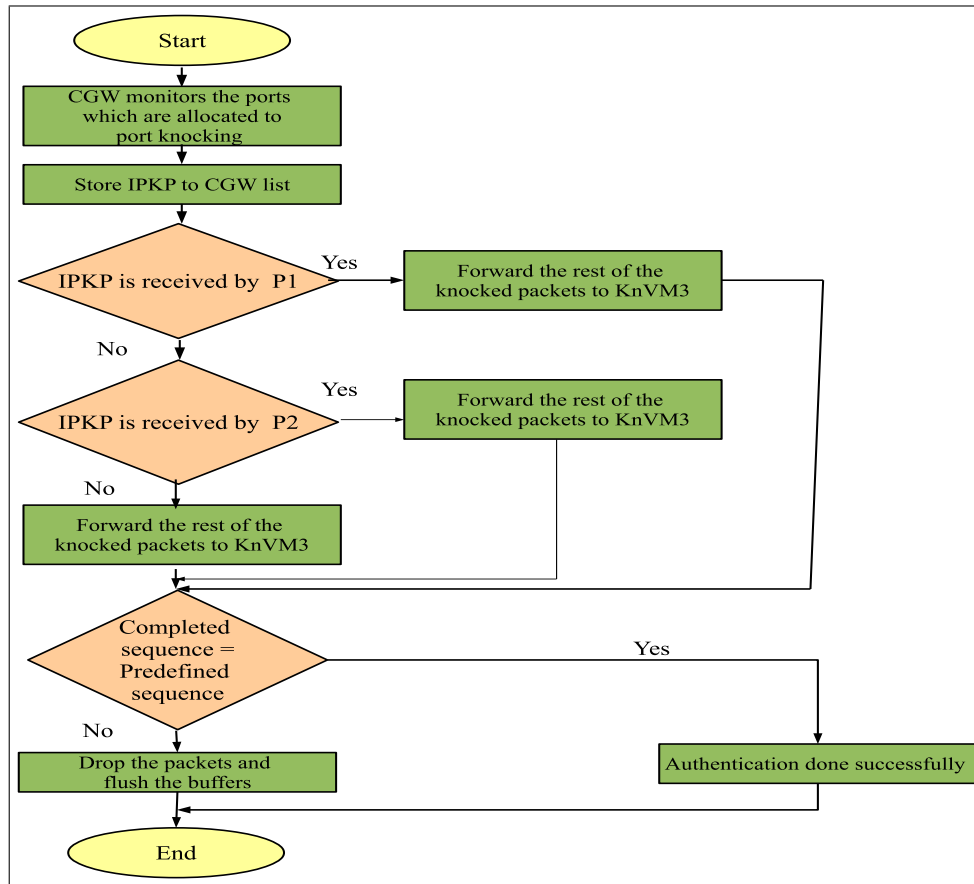 Start
CGW monitors the ports
which are allocated to
port knocking
Store IPKP to CGW list
IPKP is received by P1
Yes
Forward the rest of the
knocked packets to KnVM3
No
IPKP is received by P2
Yes
Forward the rest of the
knocked packets to KnVM3
No
Forward the rest of the
knocked packets to KnVM3
Completed
sequence =
Predefined
sequence
Yes
No
Drop the packets and
flush the buffers
Authentication done successfully
End